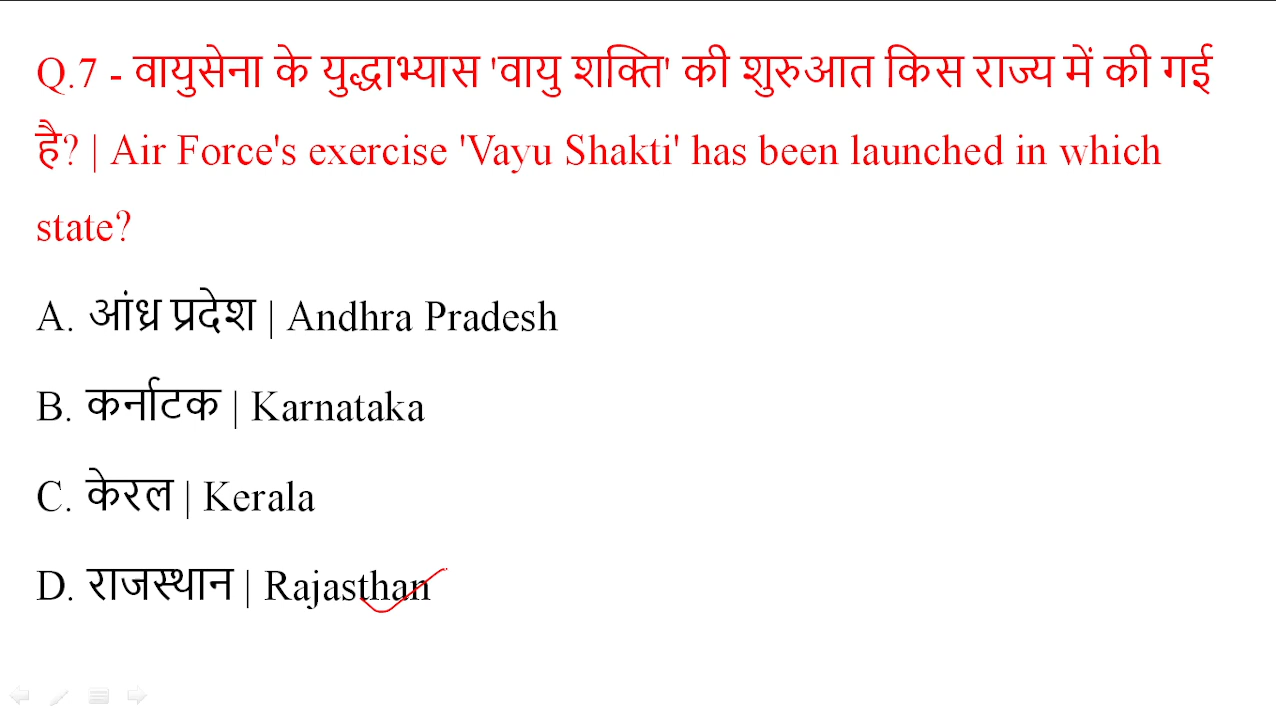 Q.7 - वायुसेना के युद्धाभ्यास 'वायु शक्ति' की शुरुआत किस राज्य में की गई
है? | Air Force's exercise 'Vayu Shakti' has been launched in which
state?
A. आंध्र प्रदेश | Andhra Pradesh
B. कर्नाटक | Karnataka
C. केरल | Kerala
D. राजस्थान | Rajasthan